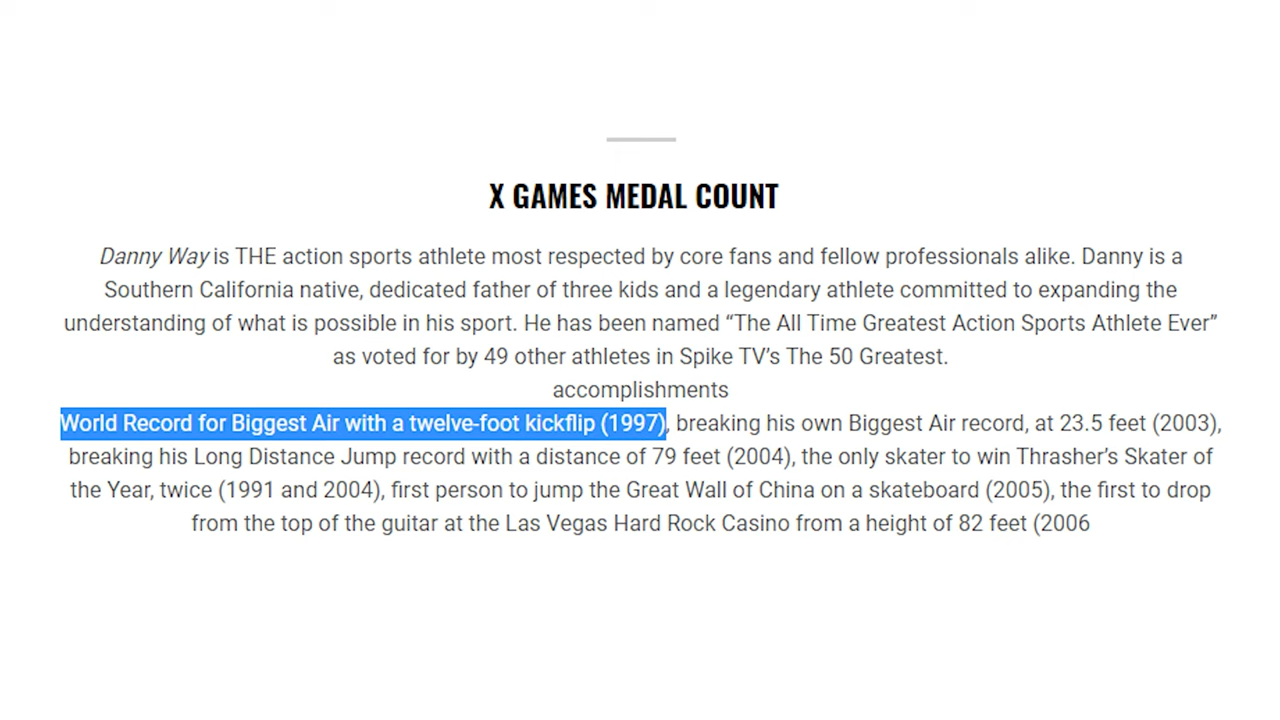 X GAMES MEDAL COUNT
Danny Way is THE action sports athlete most respected by core fans and fellow professionals alike. Danny is a
Southern California native, dedicated father of three kids and a legendary athlete committed to expanding the
understanding of what is possible in his sport. He has been named “The All Time Greatest Action Sports Athlete Ever”
as voted for by 49 other athletes in Spike TV’s The 50 Greatest.
accomplishments
World Record for Biggest Air with a twelve-foot kickflip (1997), breaking his own Biggest Air record, at 23.5 feet (2003),
breaking his Long Distance Jump record with a distance of 79 feet (2004), the only skater to win Thrasher’s Skater of
the Year, twice (1991 and 2004), first person to jump the Great Wall of China on a skateboard (2005), the first to drop
from the top of the guitar at the Las Vegas Hard Rock Casino from a height of 82 feet (2006